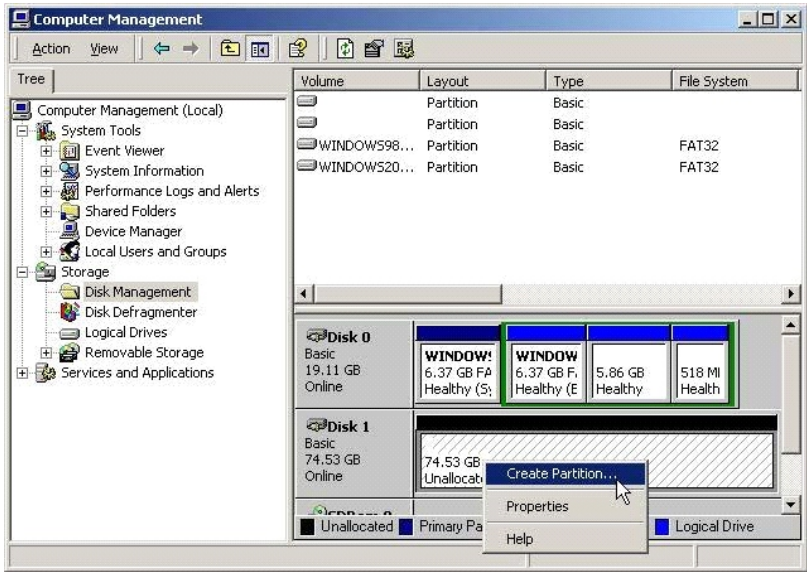 Computer Management
Action View
Tree
Computer Management (Local)
System Tools
Event Viewer
System Information
Performance Logs and Alerts
Shared Folders
Device Manager
Local Users and Groups
Storage
Disk Management
Disk Defragmenter
Logical Drives
Removable Storage
Services and Applications
Volume Layout Type File System
Partition Basic
Partition Basic
WINDOWS98... Partition Basic FAT32
WINDOWS20... Partition Basic FAT32
Disk 0
Basic
19.11 GB
Online
WINDOW
6.37 GB FA
Healthy (Sy
WINDOW
6.37 GB F.
Healthy (E
5.86 GB
Healthy
518 MI
Health
Disk 1
Basic
74.53 GB
Online
74.53 GB
Unallocat
Create Partition...
Properties
Help
Unallocated Primary Pa Logical Drive